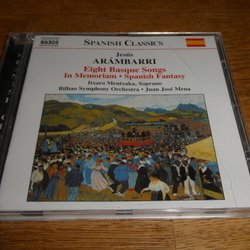 NAXOS
SPANISH CLASSICS
Jesús
ARÁMBARRI
Eight Basque Songs
In Memoriam • Spanish Fantasy
Itxaro Mentxaka, Soprano
Bilbao Symphony Orchestra • Juan José Mena